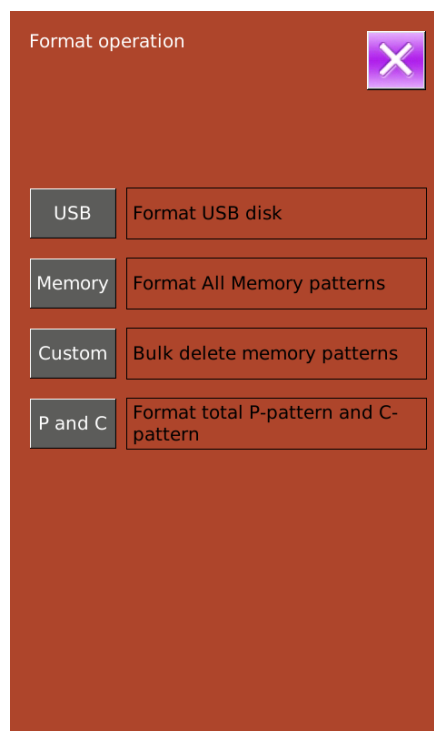 Format operation
USB
Format USB disk
Memory
Format All Memory patterns
Custom
Bulk delete memory patterns
P and C
Format total P-pattern and C-
pattern